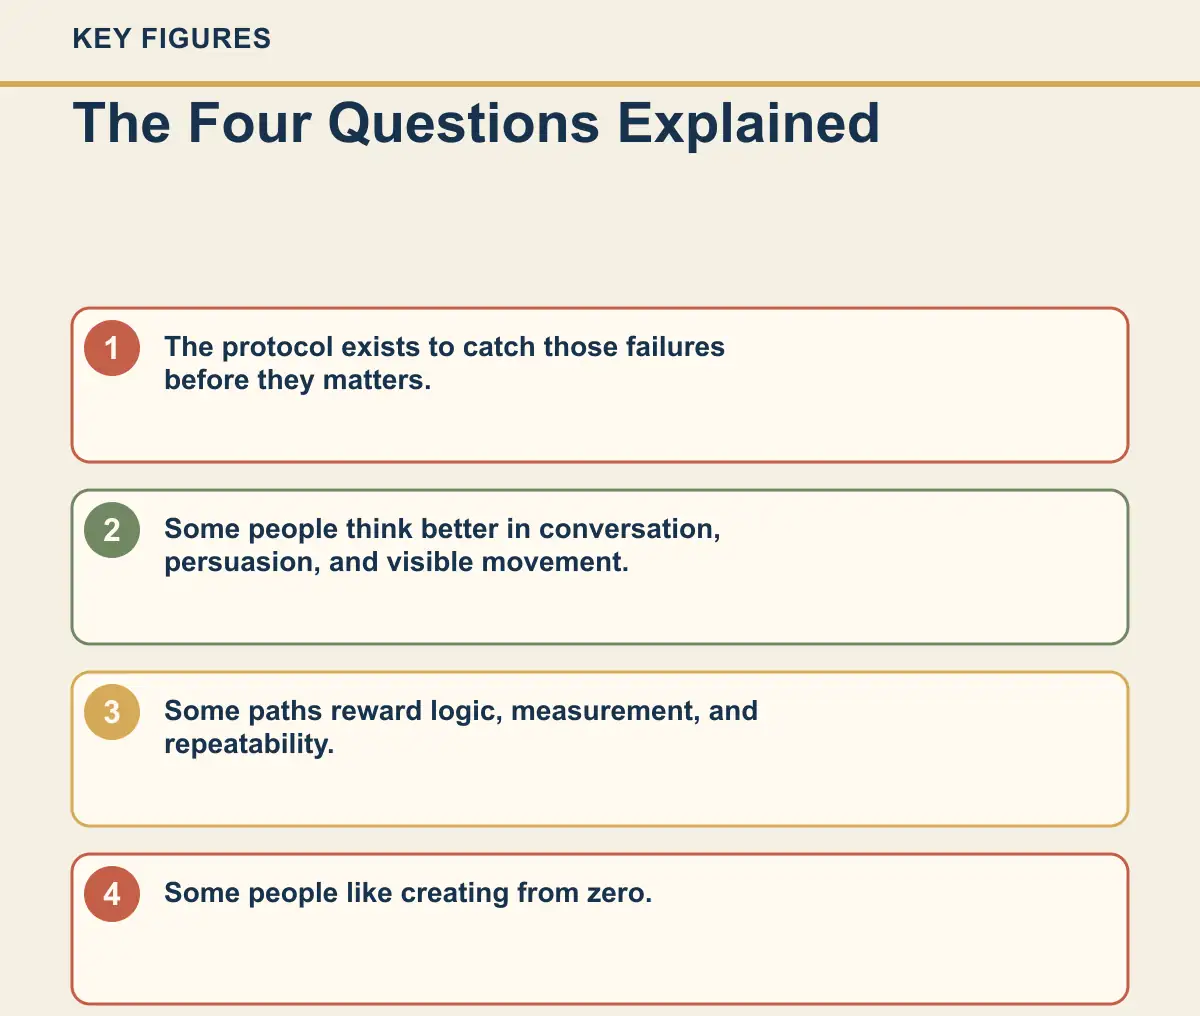 KEY FIGURES
The Four Questions Explained
1
The protocol exists to catch those failures
before they matters.
2
Some people think better in conversation,
persuasion, and visible movement.
3
Some paths reward logic, measurement, and
repeatability.
4
Some people like creating from zero.